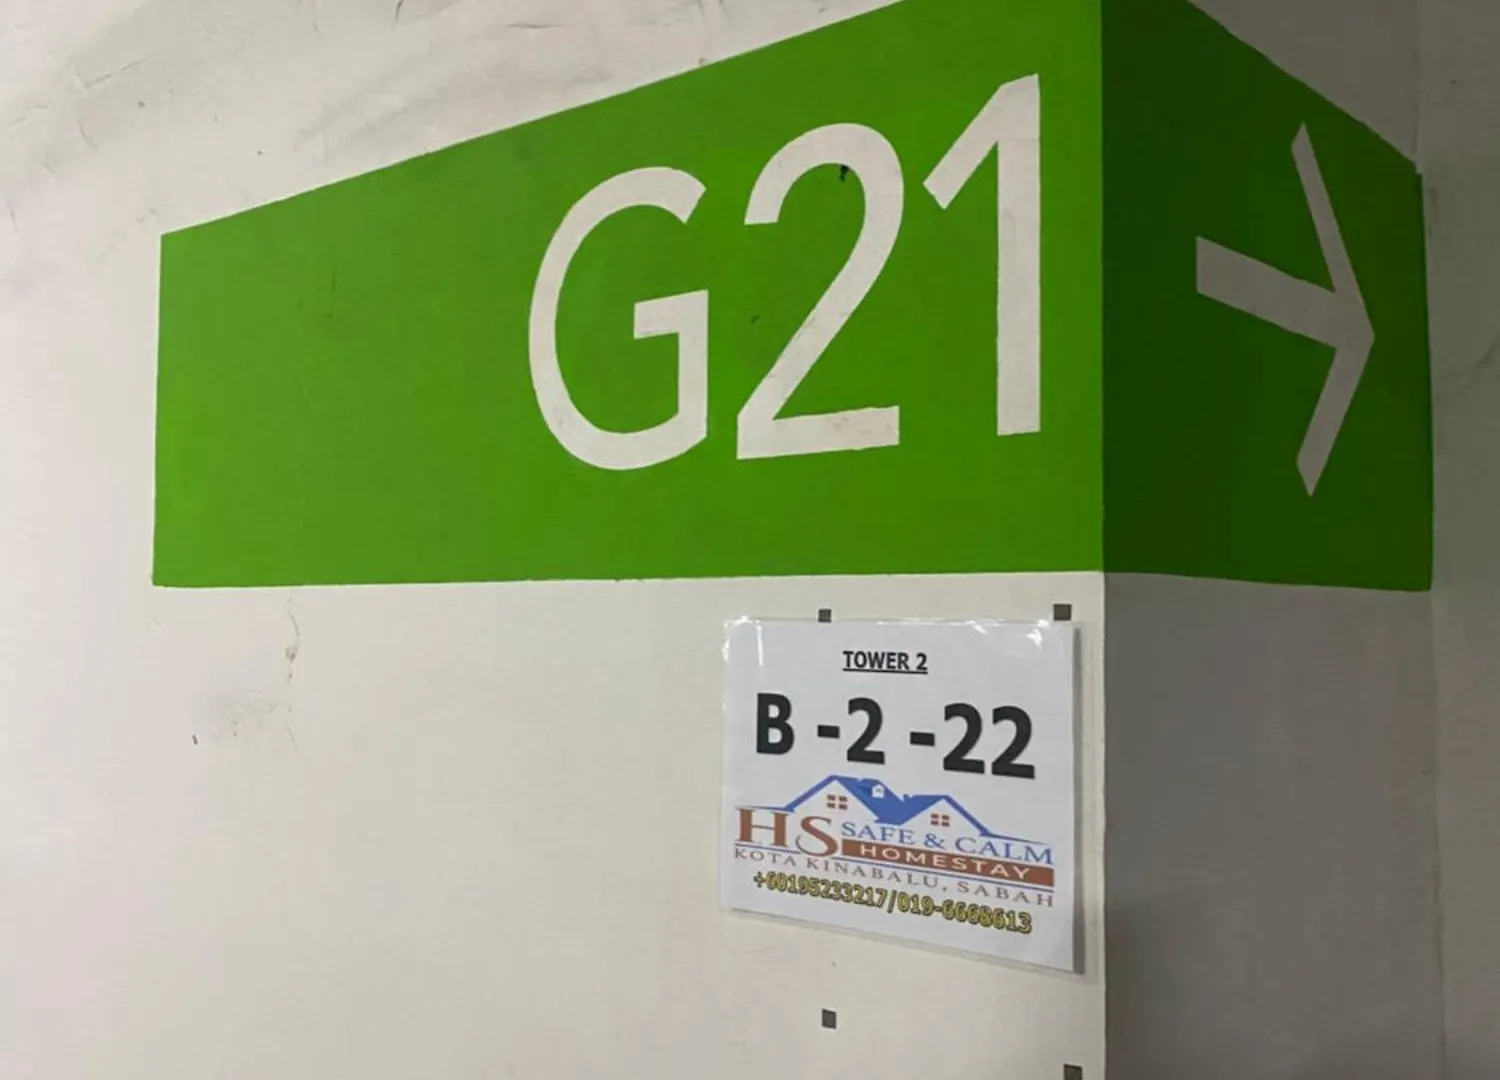 G21
TOWER 2
B -2 -22
HS SAFE & CALM
HOMESTAY
KOTA KINABALU, SABAH
+60195233217/019-6668613